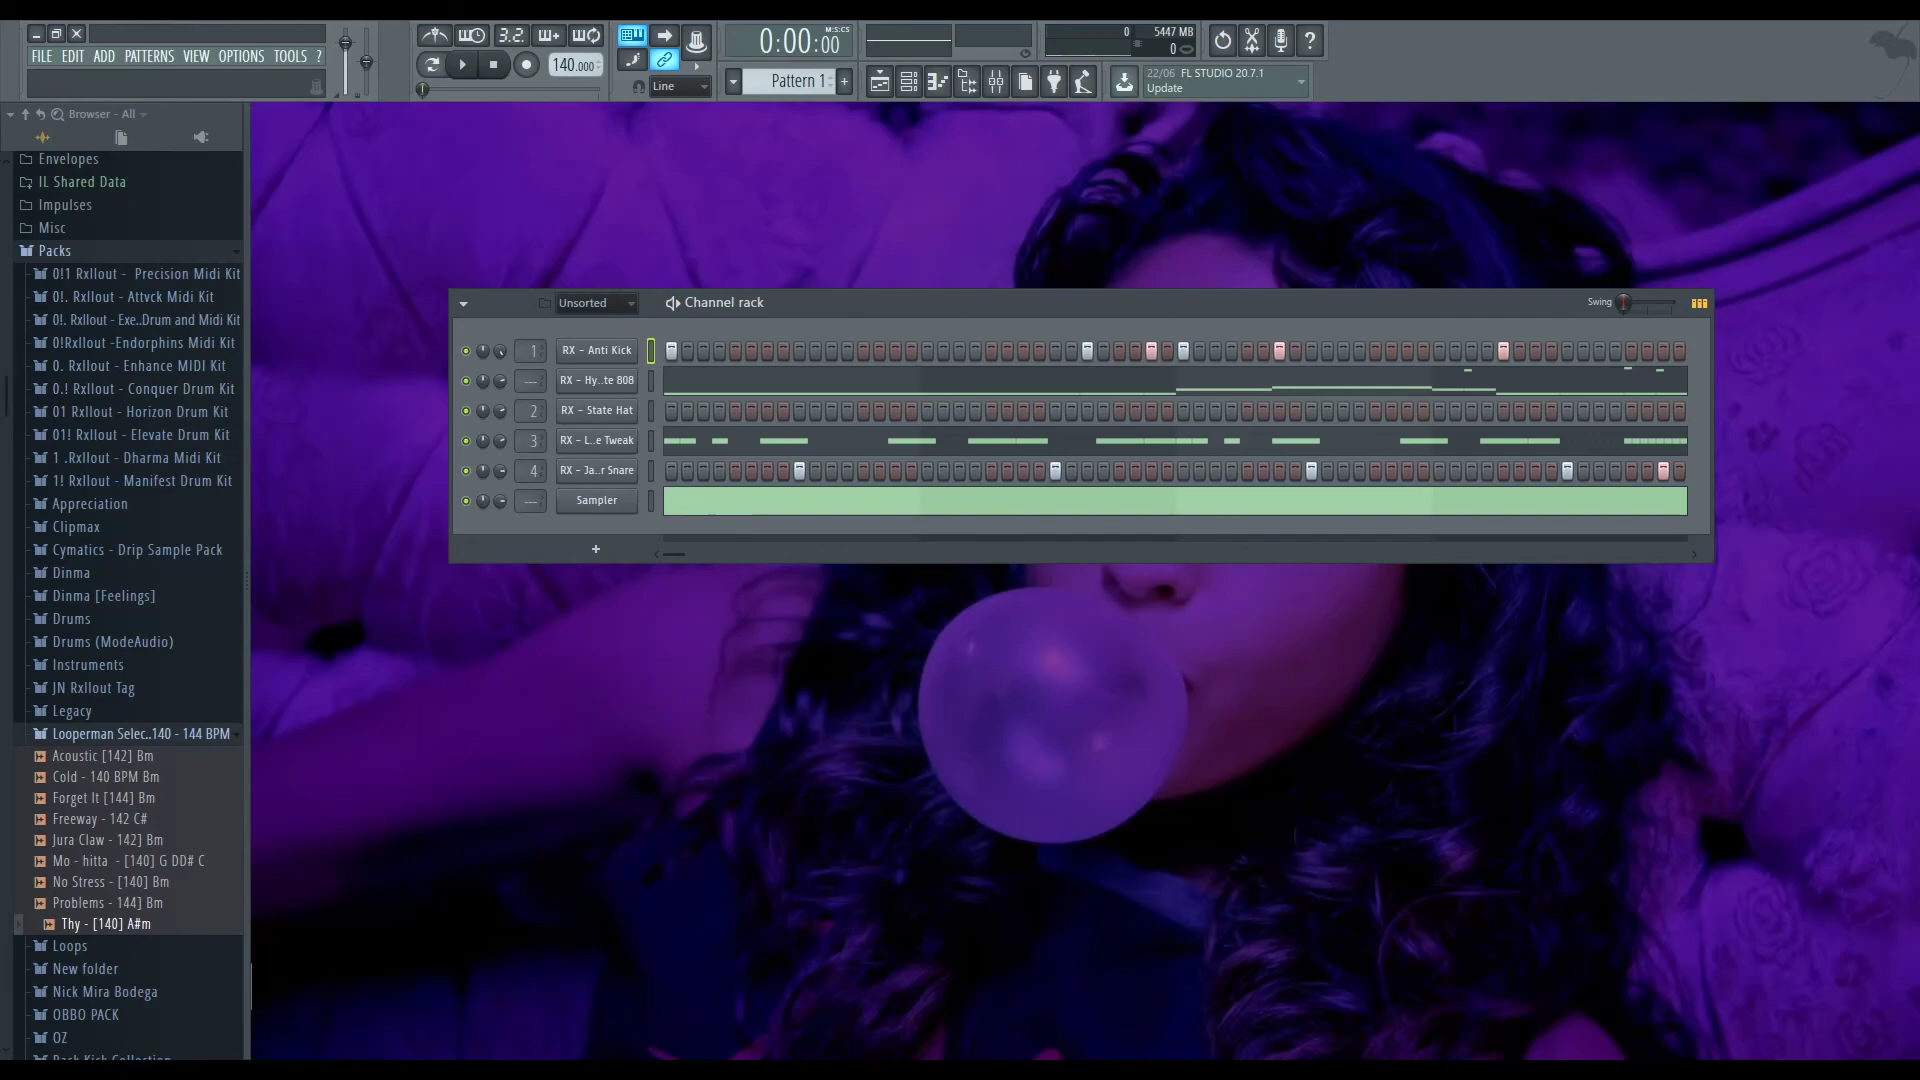 FILE EDIT ADD PATTERNS VIEW OPTIONS TOOLS ?
3.2
140.000
Line
M:S:CS
0:00:00
Pattern 1
0
5447 MB
0
22/06 FL STUDIO 20.7.1
Update
Browser - All
Envelopes
IL Shared Data
Impulses
Misc
Packs
0!1 Rxllout - Precision Midi Kit
0!. Rxllout - Attvck Midi Kit
0!. Rxllout - Exe..Drum and Midi Kit
0!Rxllout -Endorphins Midi Kit
0. Rxllout - Enhance MIDI Kit
0.! Rxllout - Conquer Drum Kit
01 Rxllout - Horizon Drum Kit
01! Rxllout - Elevate Drum Kit
1 .Rxllout - Dharma Midi Kit
1! Rxllout - Manifest Drum Kit
Appreciation
Clipmax
Cymatics - Drip Sample Pack
Dinma
Dinma [Feelings]
Drums
Drums (ModeAudio)
Instruments
JN Rxllout Tag
Legacy
Looperman Selec..140 - 144 BPM
Acoustic [142] Bm
Cold - 140 BPM Bm
Forget It [144] Bm
Freeway - 142 C#
Jura Claw - 142] Bm
Mo - hitta - [140] G DD# C
No Stress - [140] Bm
Problems - 144] Bm
Thy - [140] A#m
Loops
New folder
Nick Mira Bodega
OBBO PACK
OZ
Unsorted
Channel rack
Swing
1 RX - Anti Kick
--- RX - Hy..te 808
2 RX - State Hat
3 RX - L..e Tweak
4 RX - Ja..r Snare
--- Sampler
+